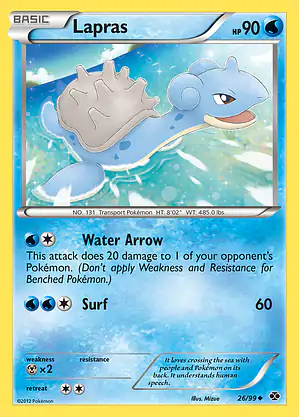 BASIC
Lapras
HP 90
NO. 131 Transport Pokémon HT: 8'02" WT: 485.0 lbs.
Water Arrow
This attack does 20 damage to 1 of your opponent's
Pokémon. (Don't apply Weakness and Resistance for
Benched Pokémon.)
Surf 60
weakness resistance
×2
It loves crossing the sea with
people and Pokémon on its
back. It understands human
speech.
retreat
Illus. Mizue
26/99
©2012 Pokémon